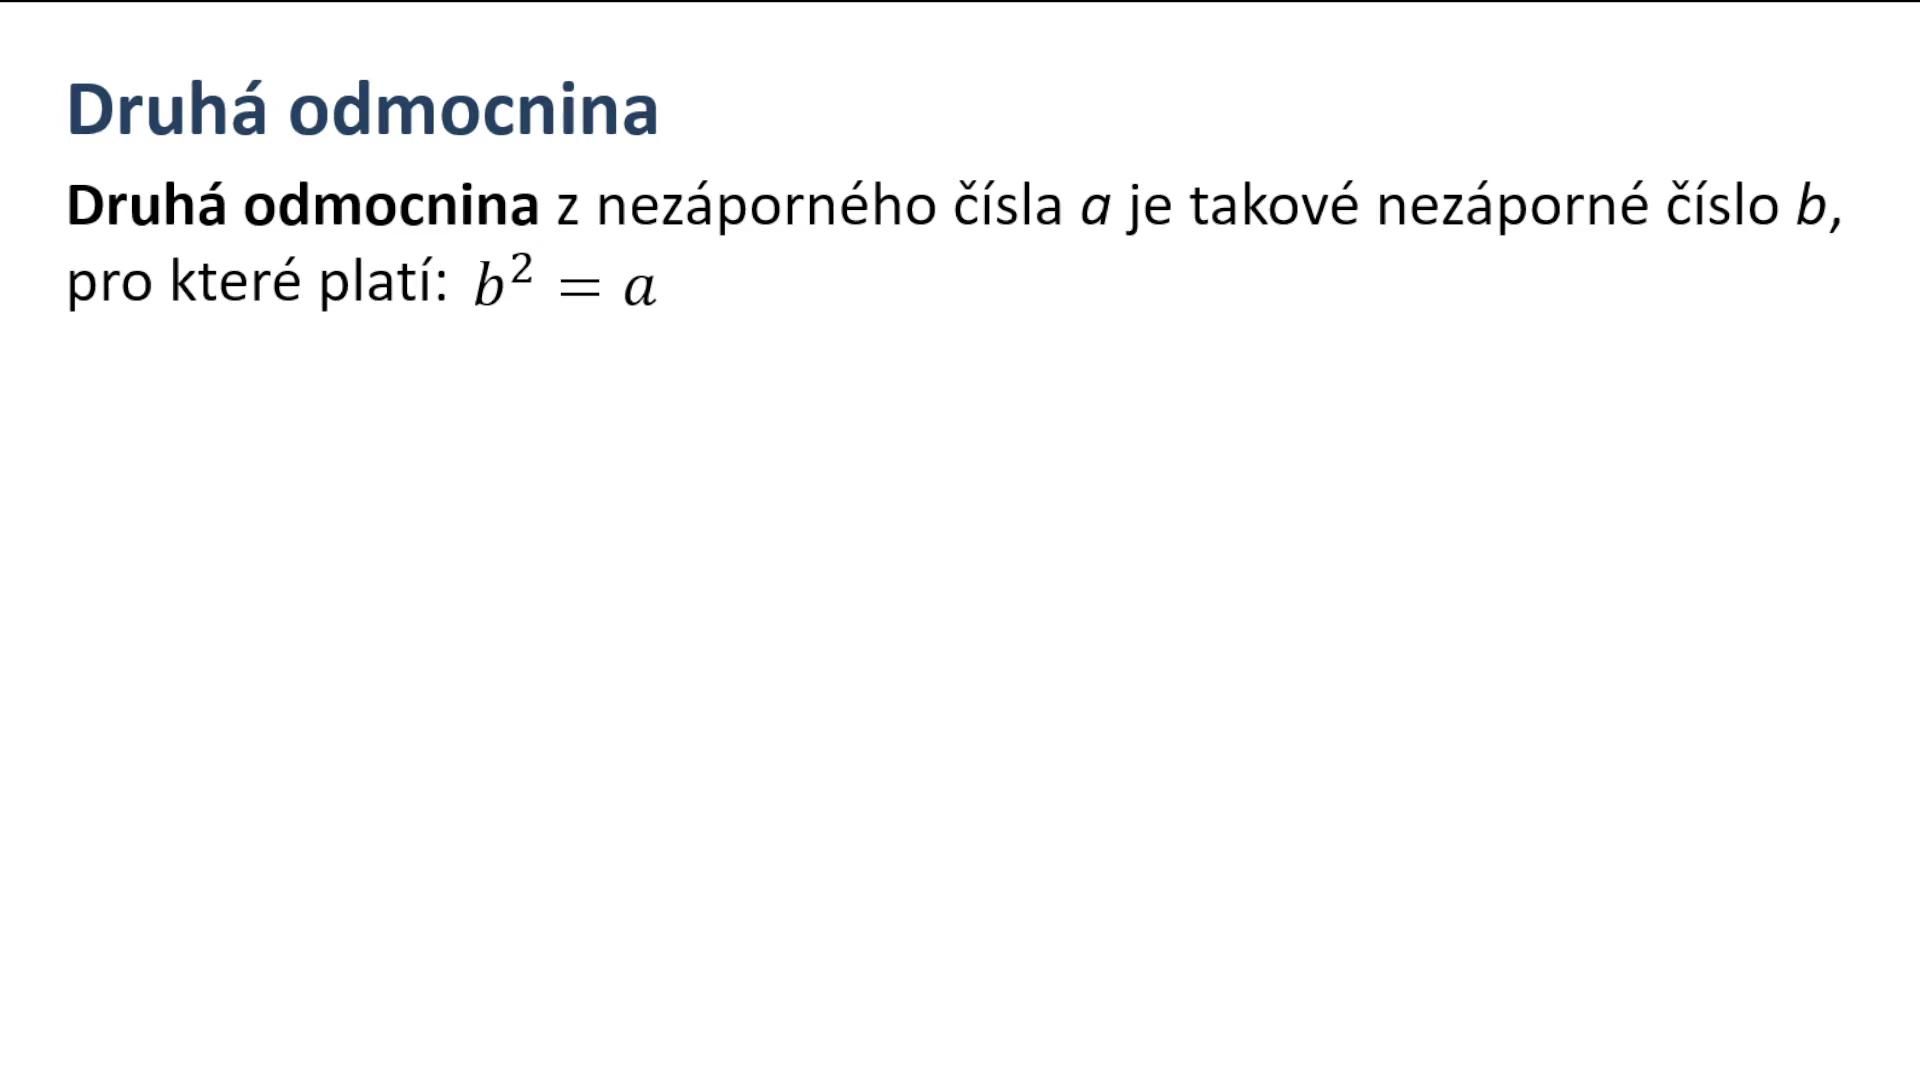 Druhá odmocnina
Druhá odmocnina z nezáporného čísla a je takové nezáporné číslo b,
pro které platí: b² = a